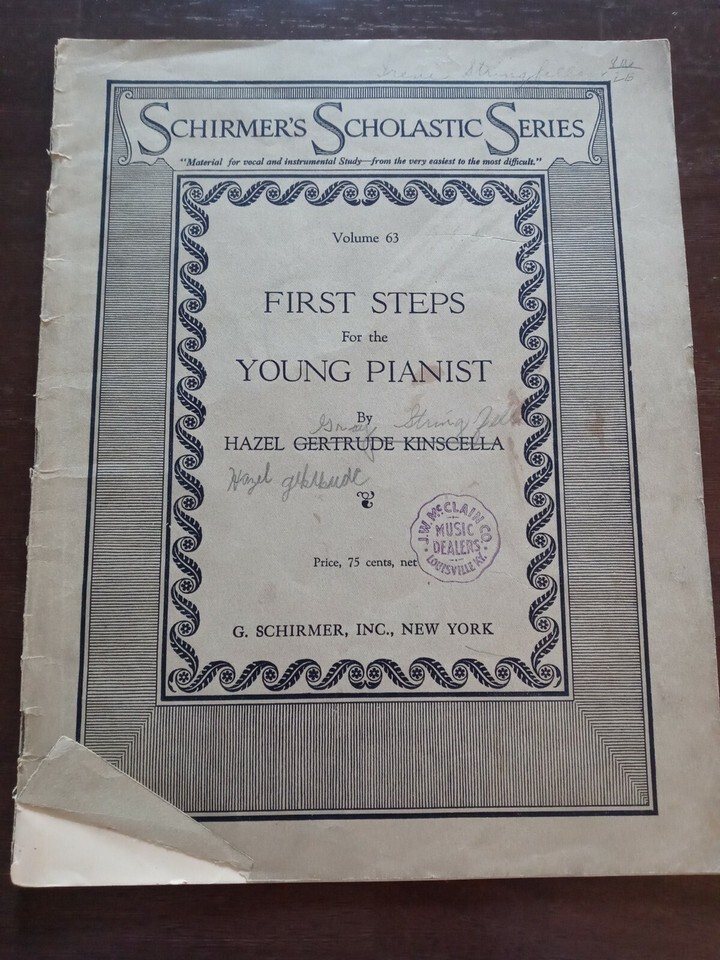 SCHIRMER'S SCHOLASTIC SERIES
"Material for vocal and instrumental Study—from the very easiest to the most difficult."
Volume 63
FIRST STEPS
For the
YOUNG PIANIST
By
HAZEL GERTRUDE KINSCELLA
Hazel
J.W. McCLAIN CO.
MUSIC
DEALERS
LOUISVILLE KY.
Price, 75 cents, net
G. SCHIRMER, INC., NEW YORK